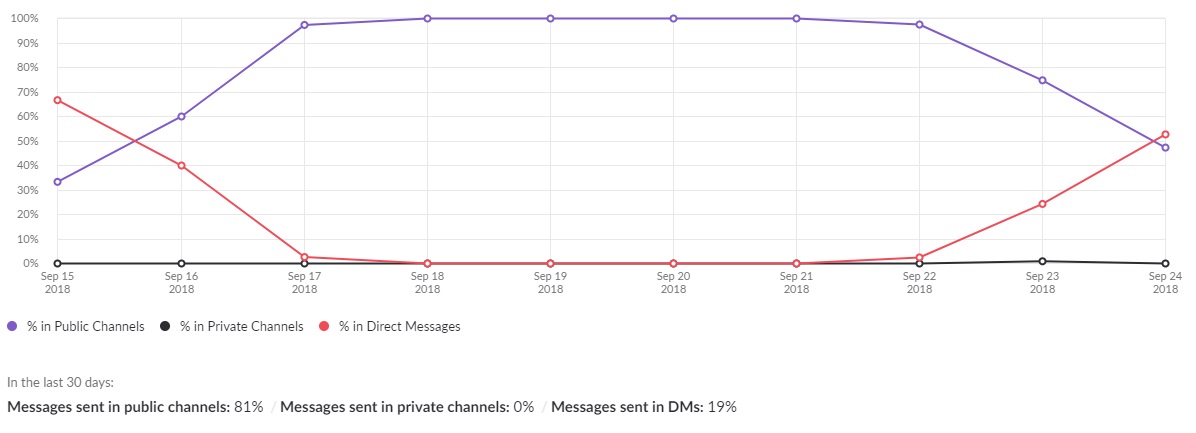 100%
90%
80%
70%
60%
50%
40%
30%
20%
10%
0%
Sep 15 Sep 16 Sep 17 Sep 18 Sep 19 Sep 20 Sep 21 Sep 22 Sep 23 Sep 24
2018 2018 2018 2018 2018 2018 2018 2018 2018 2018
% in Public Channels % in Private Channels % in Direct Messages
In the last 30 days:
Messages sent in public channels: 81% / Messages sent in private channels: 0% / Messages sent in DMs: 19%